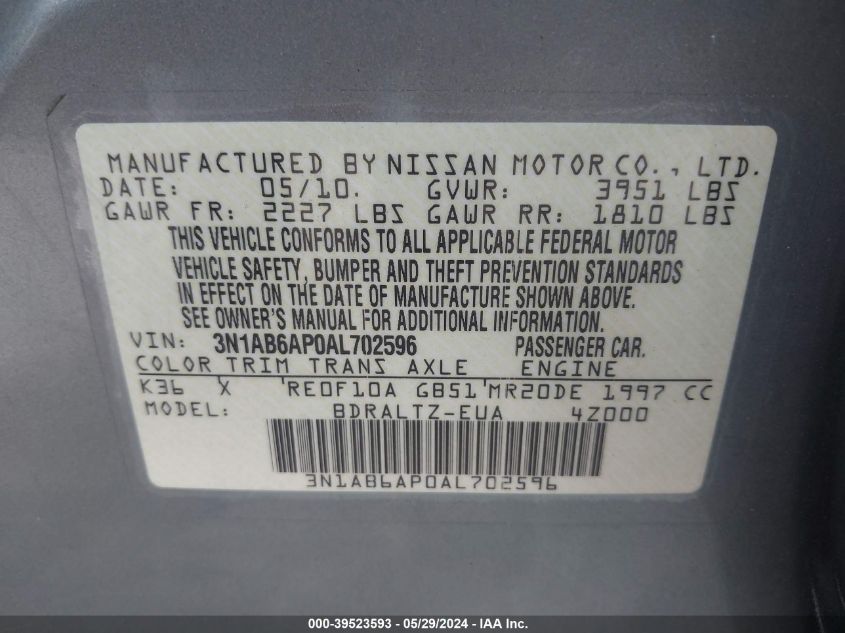 MANUFACTURED BY NISSAN MOTOR CO., LTD.
DATE: 05/10. GVWR: 3951 LBS
GAWR FR: 2227 LBS GAWR RR: 1810 LBS
THIS VEHICLE CONFORMS TO ALL APPLICABLE FEDERAL MOTOR
VEHICLE SAFETY, BUMPER AND THEFT PREVENTION STANDARDS
IN EFFECT ON THE DATE OF MANUFACTURE SHOWN ABOVE.
SEE OWNER'S MANUAL FOR ADDITIONAL INFORMATION.
VIN: 3N1AB6AP0AL702596 PASSENGER CAR.
COLOR TRIM TRANS AXLE ENGINE
K36 X RE0F10A GB51 MR20DE 1997 CC
MODEL: BDRALTZ-EUA 4Z000
3N1AB6AP0AL702596
000-39523593 - 05/29/2024 - IAA Inc.